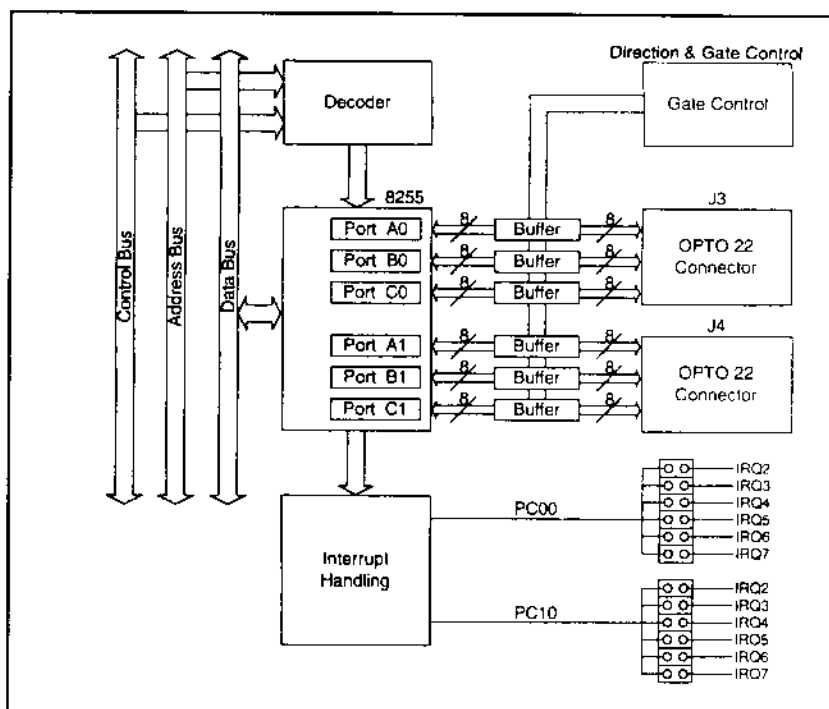 Direction & Gate Control
Decoder
Gate Control
Control Bus
Address Bus
Data Bus
8255
Port A0
8
Buffer
8
Port B0
8
Buffer
8
Port C0
8
Buffer
8
J3
OPTO 22
Connector
Port A1
8
Buffer
8
Port B1
8
Buffer
8
Port C1
8
Buffer
8
J4
OPTO 22
Connector
Interrupt
Handling
PC00
IRQ2
IRQ3
IRQ4
IRQ5
IRQ6
IRQ7
PC10
IRQ2
IRQ3
IRQ4
IRQ5
IRQ6
IRQ7